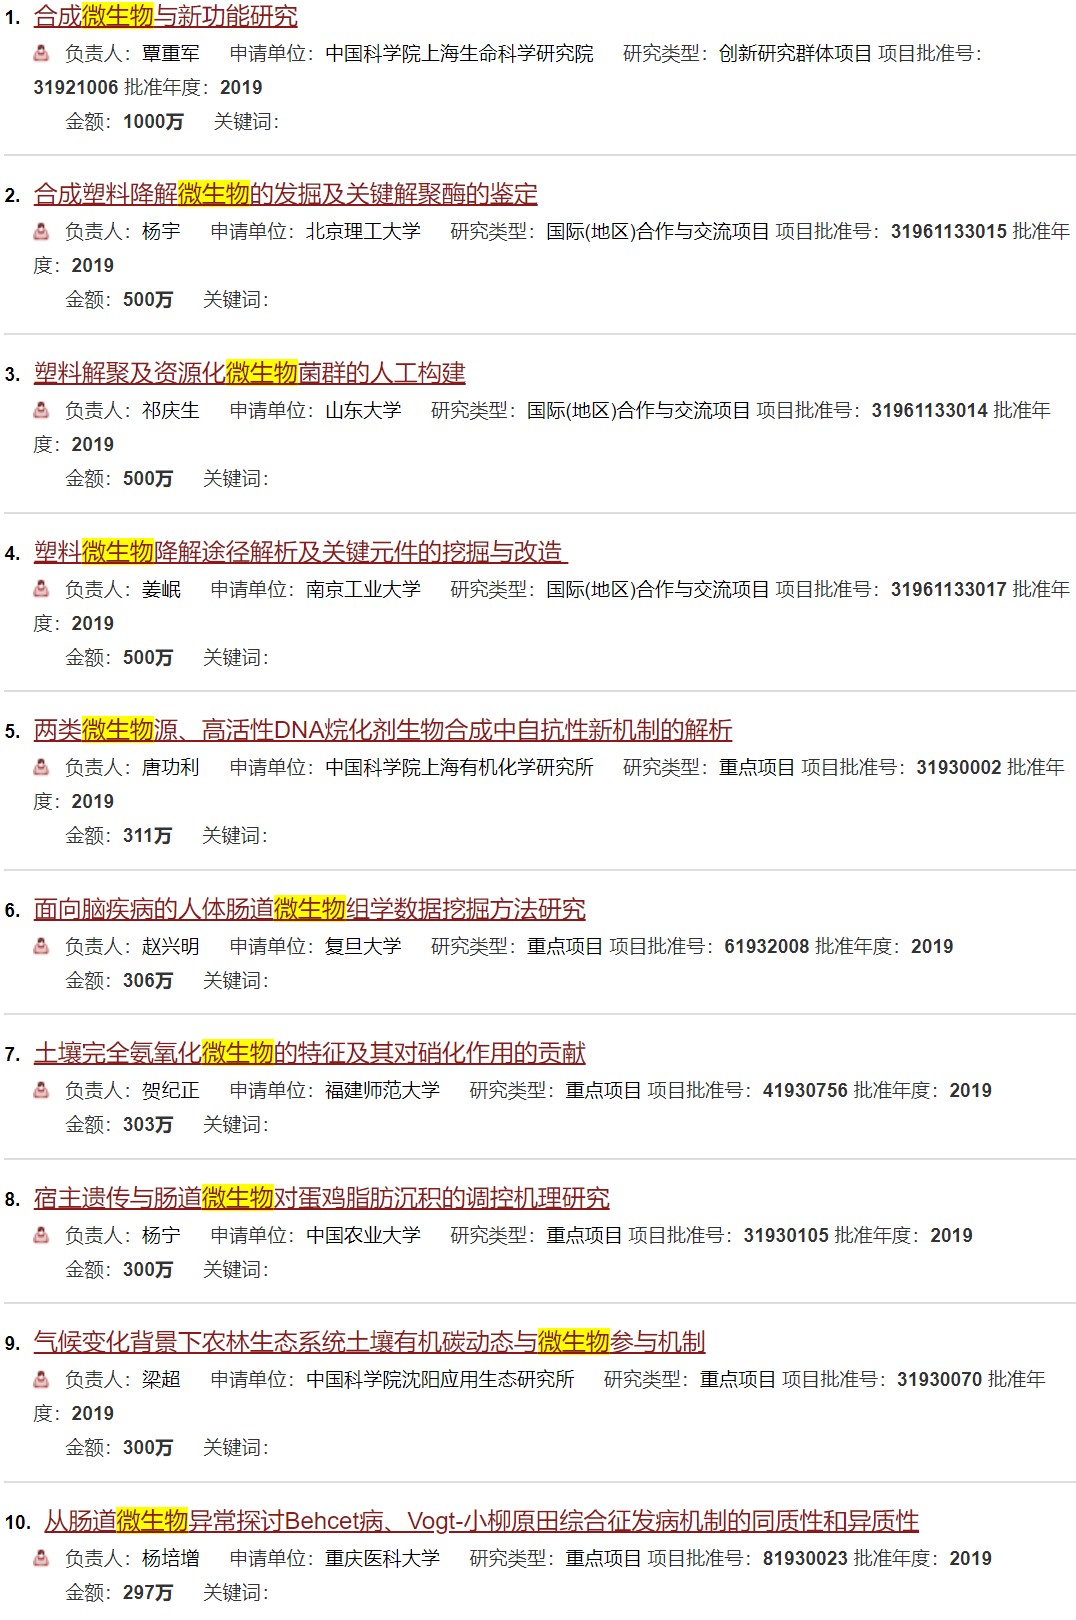 1. 合成微生物与新功能研究
负责人：覃重军 申请单位：中国科学院上海生命科学研究院 研究类型：创新研究群体项目 项目批准号：
31921006 批准年度：2019
金额：1000万 关键词：
2. 合成塑料降解微生物的发掘及关键解聚酶的鉴定
负责人：杨宇 申请单位：北京理工大学 研究类型：国际(地区)合作与交流项目 项目批准号：31961133015 批准年
度：2019
金额：500万 关键词：
3. 塑料解聚及资源化微生物菌群的人工构建
负责人：祁庆生 申请单位：山东大学 研究类型：国际(地区)合作与交流项目 项目批准号：31961133014 批准年
度：2019
金额：500万 关键词：
4. 塑料微生物降解途径解析及关键元件的挖掘与改造
负责人：姜岷 申请单位：南京工业大学 研究类型：国际(地区)合作与交流项目 项目批准号：31961133017 批准年
度：2019
金额：500万 关键词：
5. 两类微生物源、高活性DNA烷化剂生物合成中自抗性新机制的解析
负责人：唐功利 申请单位：中国科学院上海有机化学研究所 研究类型：重点项目 项目批准号：31930002 批准年
度：2019
金额：311万 关键词：
6. 面向脑疾病的人体肠道微生物组学数据挖掘方法研究
负责人：赵兴明 申请单位：复旦大学 研究类型：重点项目 项目批准号：61932008 批准年度：2019
金额：306万 关键词：
7. 土壤完全氨氧化微生物的特征及其对硝化作用的贡献
负责人：贺纪正 申请单位：福建师范大学 研究类型：重点项目 项目批准号：41930756 批准年度：2019
金额：303万 关键词：
8. 宿主遗传与肠道微生物对蛋鸡脂肪沉积的调控机理研究
负责人：杨宁 申请单位：中国农业大学 研究类型：重点项目 项目批准号：31930105 批准年度：2019
金额：300万 关键词：
9. 气候变化背景下农林生态系统土壤有机碳动态与微生物参与机制
负责人：梁超 申请单位：中国科学院沈阳应用生态研究所 研究类型：重点项目 项目批准号：31930070 批准年
度：2019
金额：300万 关键词：
10. 从肠道微生物异常探讨Behcet病、Vogt-小柳原田综合征发病机制的同质性和异质性
负责人：杨培增 申请单位：重庆医科大学 研究类型：重点项目 项目批准号：81930023 批准年度：2019
金额：297万 关键词：